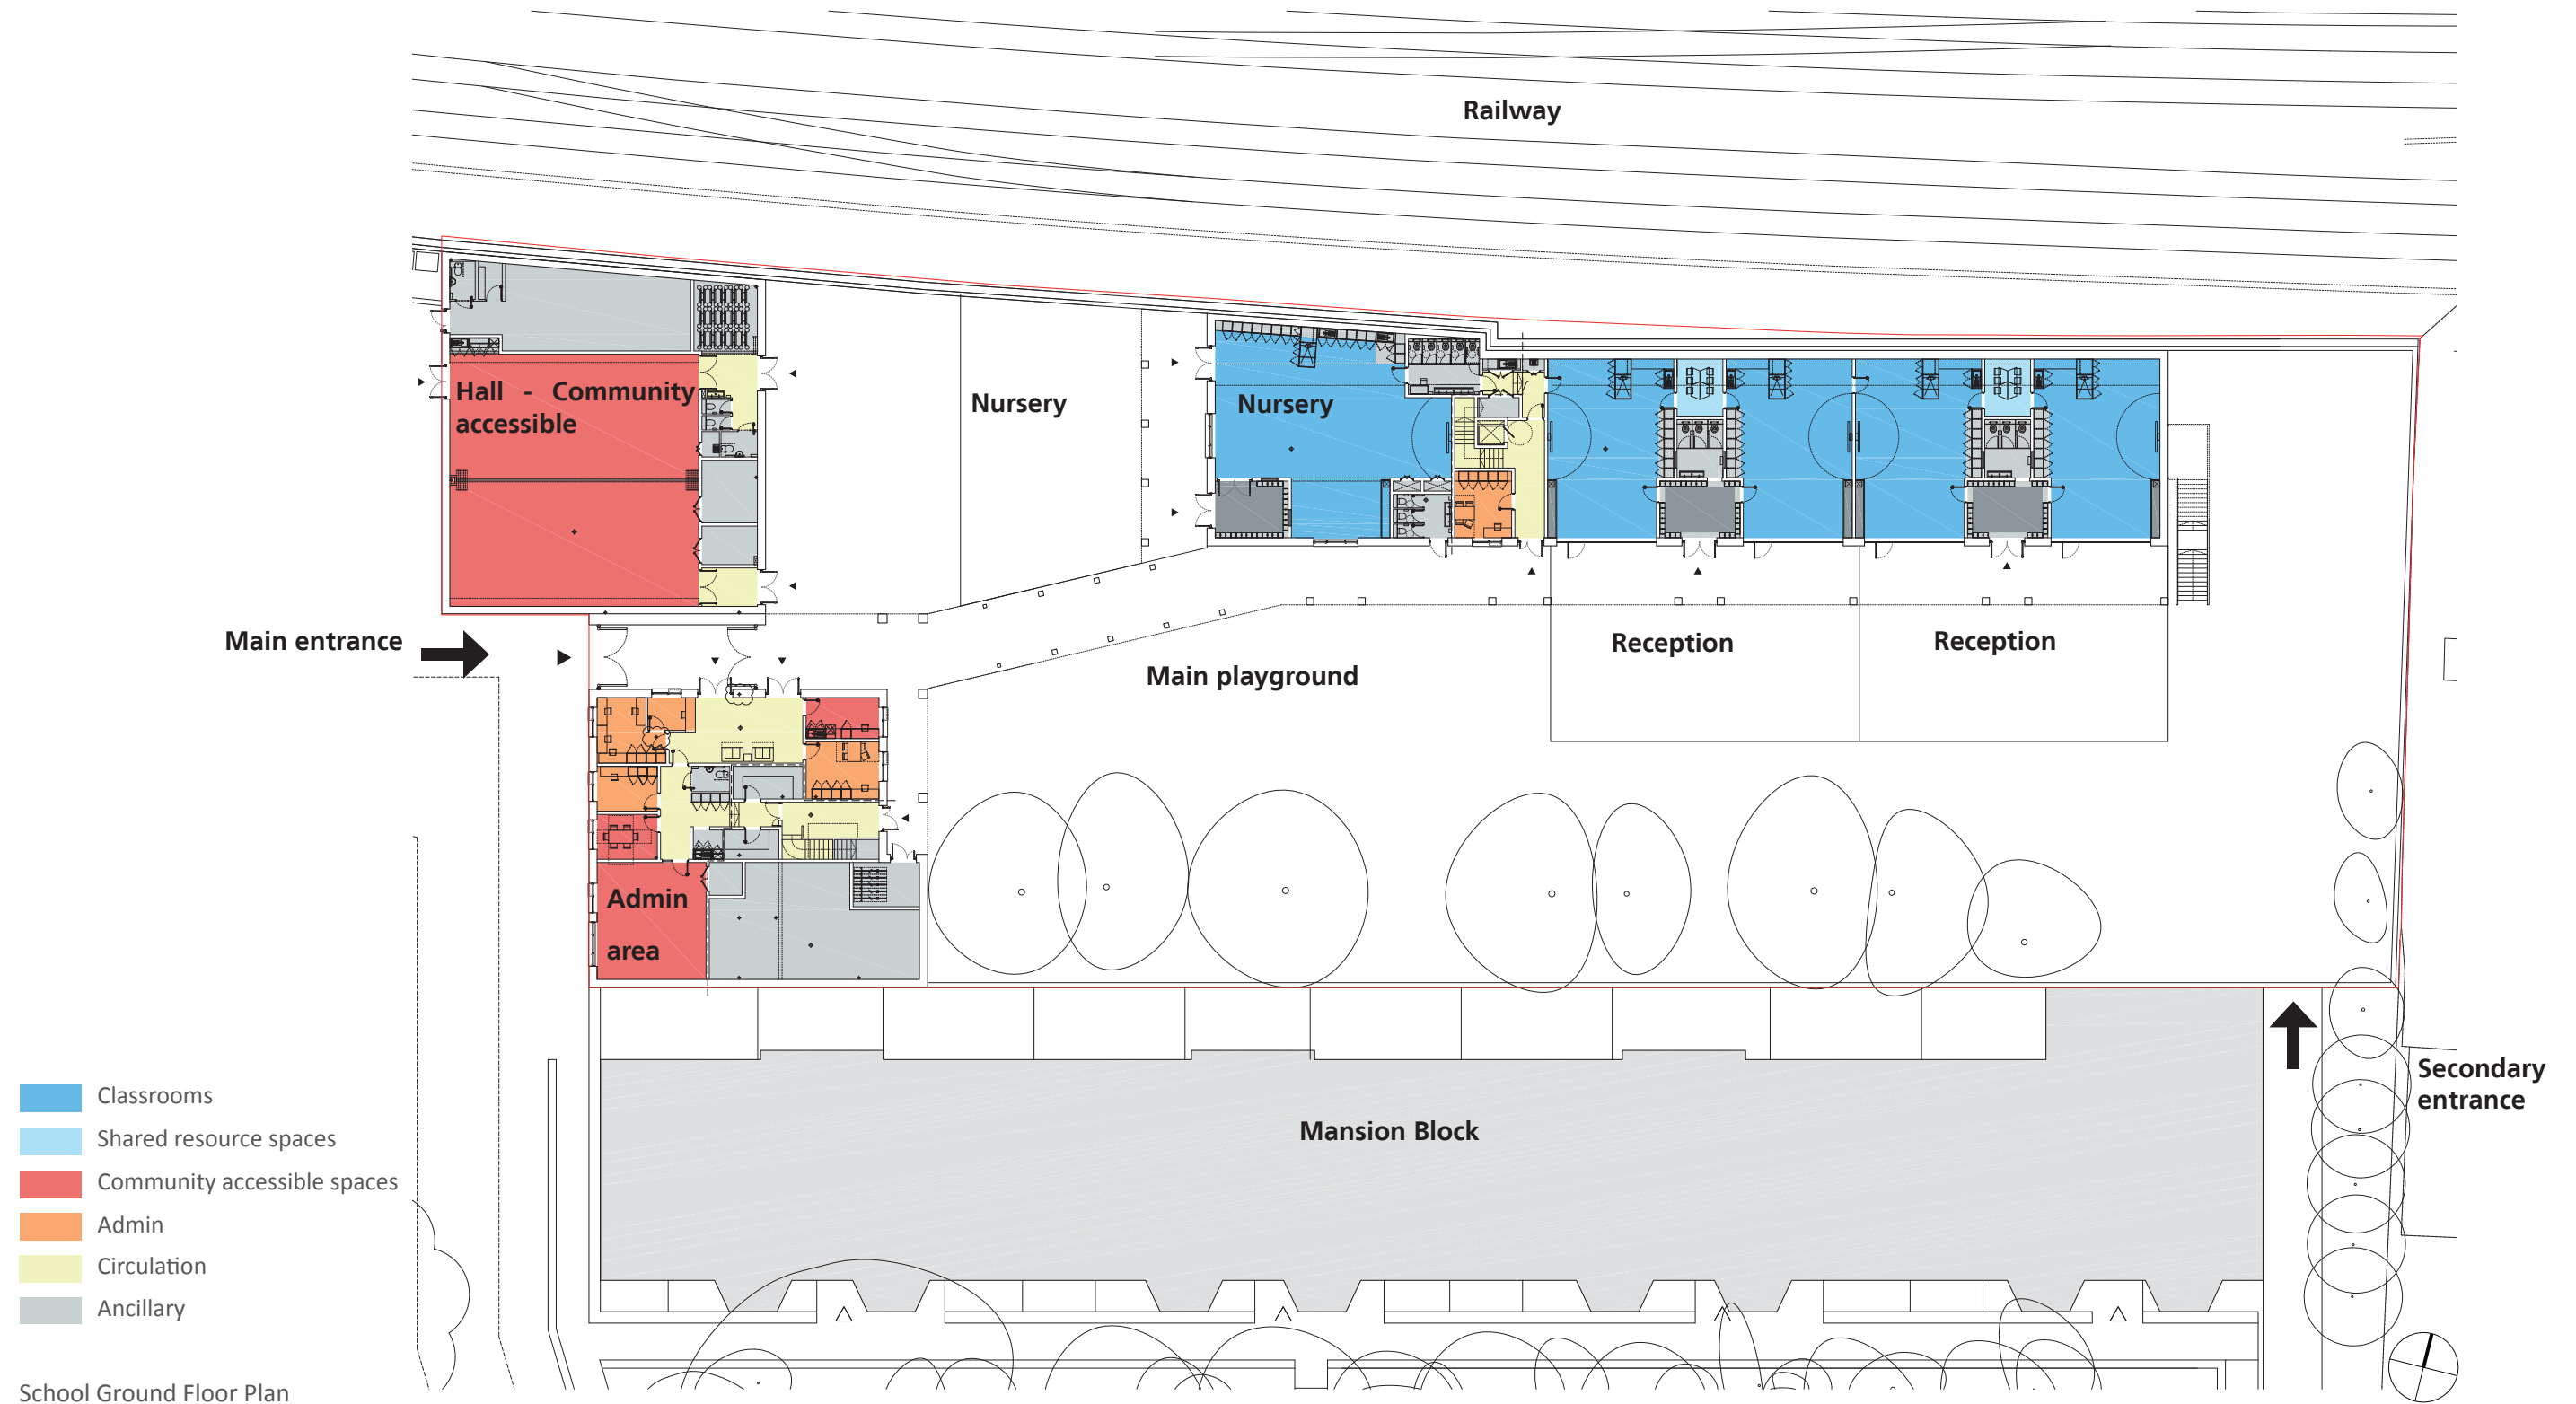 Railway
Hall - Community
accessible
Nursery
Nursery
Main entrance
Reception
Reception
Main playground
Admin
area
Secondary
entrance
Mansion Block
Classrooms
Shared resource spaces
Community accessible spaces
Admin
Circulation
Ancillary
School Ground Floor Plan